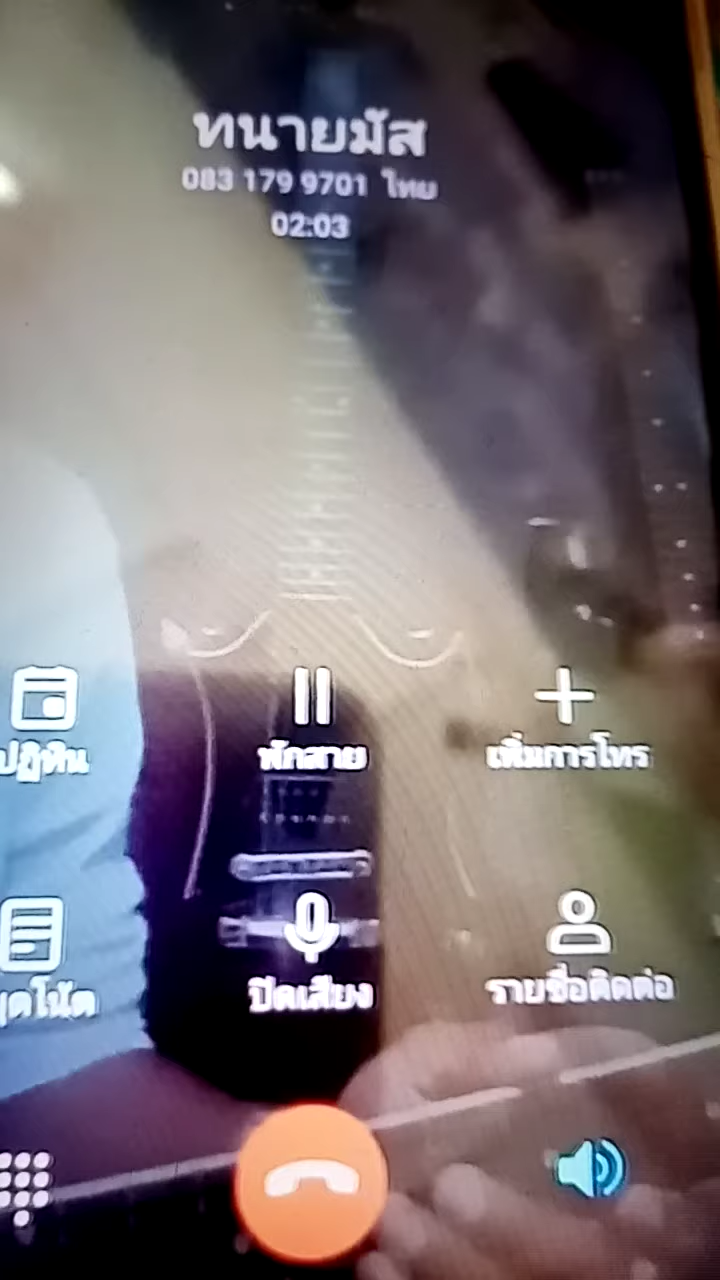 ทนายมัส
083 179 9701 ไทย
02:03
ปฏิทิน
พักสาย
เพิ่มการโทร
ปิดเสียง
รายชื่อติดต่อ